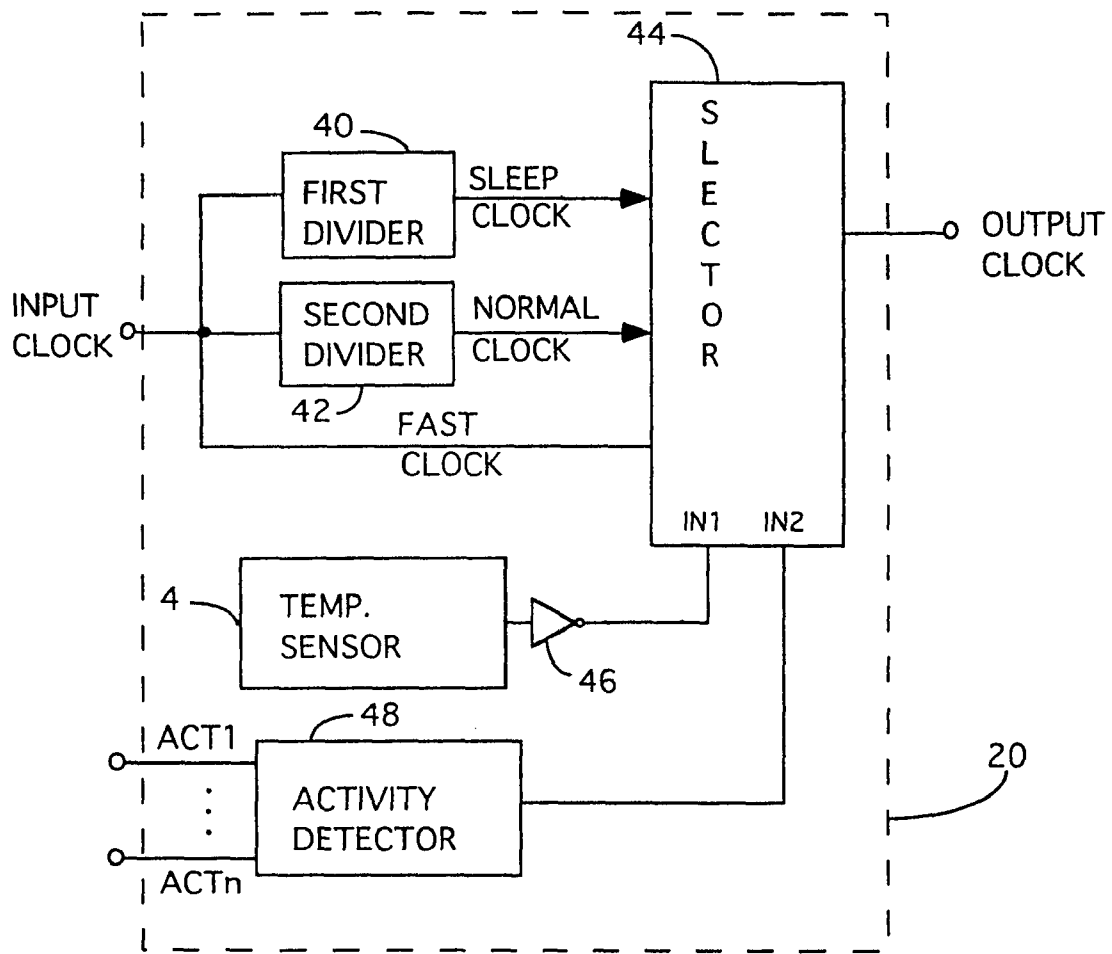 44
SLECTOR
40
FIRST
DIVIDER
SLEEP
CLOCK
OUTPUT
CLOCK
INPUT
CLOCK
SECOND
DIVIDER
NORMAL
CLOCK
42
FAST
CLOCK
IN1 IN2
4
TEMP.
SENSOR
46
48
ACT1
ACTIVITY
DETECTOR
ACTn
20